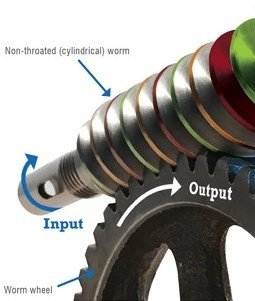 Non-throated (cylindrical) worm
Output
Input
Worm wheel